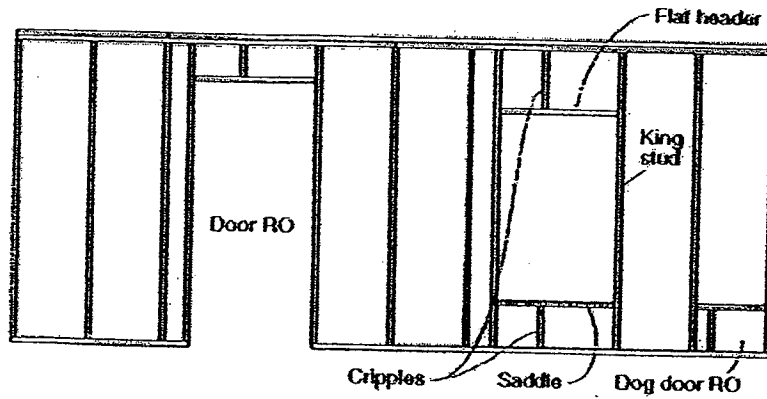 Flat header
King
stud
Door RO
Cripples
Saddle
Dog door RO